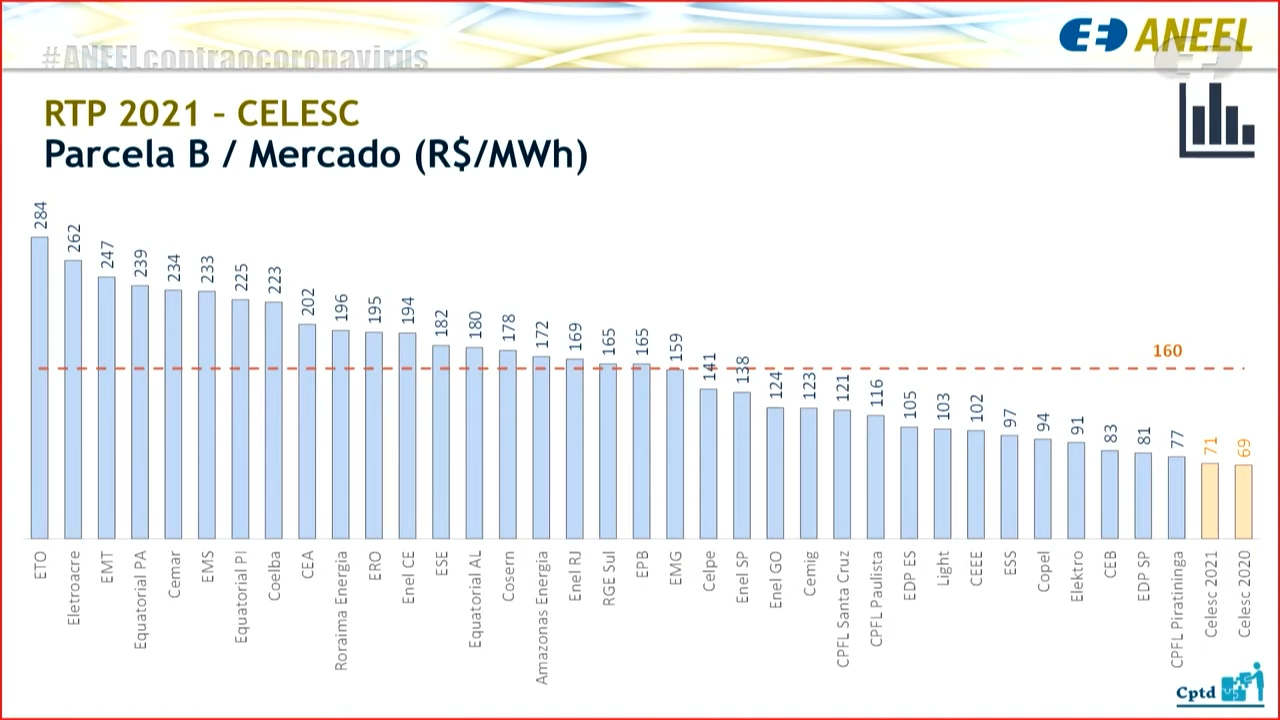 #ANEELcontraocoronavirus
ANEEL
RTP 2021 – CELESC
Parcela B / Mercado (R$/MWh)
284
262
247
239
234
233
225
223
202
196
195
194
182
180
178
172
169
165
165
159
141
138
124
123
121
116
105
103
102
97
94
91
83
81
77
71
69
160
ETO
Eletroacre
EMT
Equatorial PA
Cemar
EMS
Equatorial PI
Coelba
CEA
Roraima Energia
ERO
Enel CE
ESE
Equatorial AL
Cosern
Amazonas Energia
Enel RJ
RGE Sul
EPB
EMG
Celpe
Enel SP
Enel GO
Cemig
CPFL Santa Cruz
CPFL Paulista
EDP ES
Light
CEEE
ESS
Copel
Elektro
CEB
EDP SP
CPFL Piratininga
Celesc 2021
Celesc 2020
Cptd